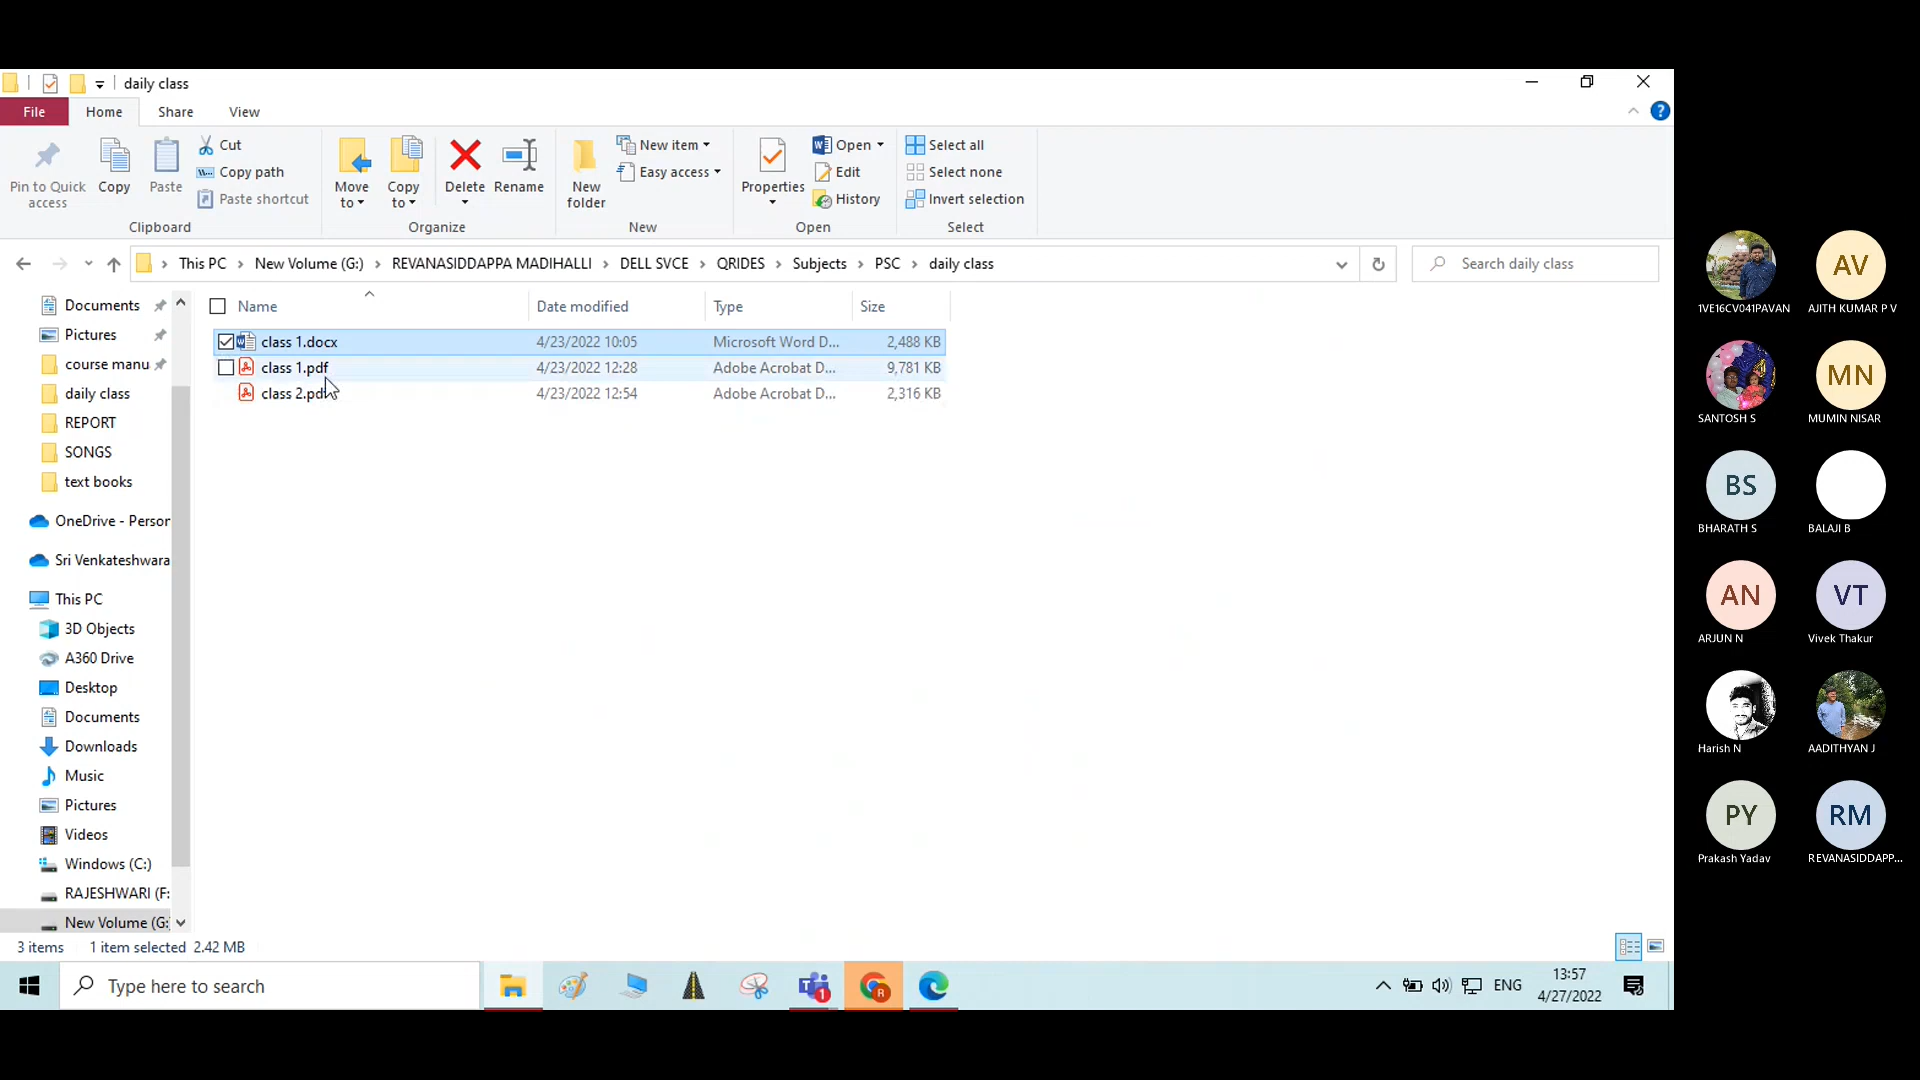 daily class
File Home Share View
Pin to Quick access
Copy
Paste
Cut
Copy path
Paste shortcut
Clipboard
Move to
Copy to
Delete
Rename
Organize
New folder
New item
Easy access
New
Properties
Open
Edit
History
Open
Select all
Select none
Invert selection
Select
This PC > New Volume (G:) > REVANASIDDAPPA MADIHALLI > DELL SVCE > QRIDES > Subjects > PSC > daily class
Search daily class
Name Date modified Type Size
class 1.docx 4/23/2022 10:05 Microsoft Word D... 2,488 KB
class 1.pdf 4/23/2022 12:28 Adobe Acrobat D... 9,781 KB
class 2.pdf 4/23/2022 12:54 Adobe Acrobat D... 2,316 KB
Documents
Pictures
course manu
daily class
REPORT
SONGS
text books
OneDrive - Person
Sri Venkateshwara
This PC
3D Objects
A360 Drive
Desktop
Documents
Downloads
Music
Pictures
Videos
Windows (C:)
RAJESHWARI (F:
New Volume (G:
3 items 1 item selected 2.42 MB
Type here to search
1
R
ENG
13:57
4/27/2022
1VE16CV041PAVAN
AV
AJITH KUMAR P V
SANTOSH S
MN
MUMIN NISAR
BS
BHARATH S
BALAJI B
AN
ARJUN N
VT
Vivek Thakur
Harish N
AADITHYAN J
PY
Prakash Yadav
RM
REVANASIDDAPP...